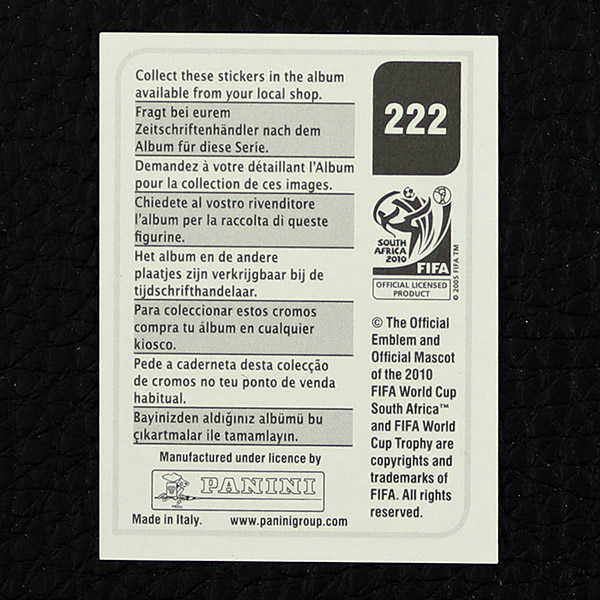 Collect these stickers in the album
available from your local shop.
Fragt bei eurem
Zeitschriftenhändler nach dem
Album für diese Serie.
Demandez à votre détaillant l'Album
pour la collection de ces images.
Chiedete al vostro rivenditore
l'album per la raccolta di queste
figurine.
Het album en de andere
plaatjes zijn verkrijgbaar bij de
tijdschrifthandelaar.
Para coleccionar estos cromos
compra tu álbum en cualquier
kiosco.
Pede a caderneta desta colecção
de cromos no teu ponto de venda
habitual.
Bayinizden aldığınız albümü bu
çıkartmalar ile tamamlayın.
Manufactured under licence by
PANINI
Made in Italy. www.paninigroup.com
222
SOUTH
AFRICA
2010
FIFA
OFFICIAL LICENSED
PRODUCT
© 2005 FIFA TM
© The Official
Emblem and
Official Mascot
of the 2010
FIFA World Cup
South Africa™
and FIFA World
Cup Trophy are
copyrights and
trademarks of
FIFA. All rights
reserved.